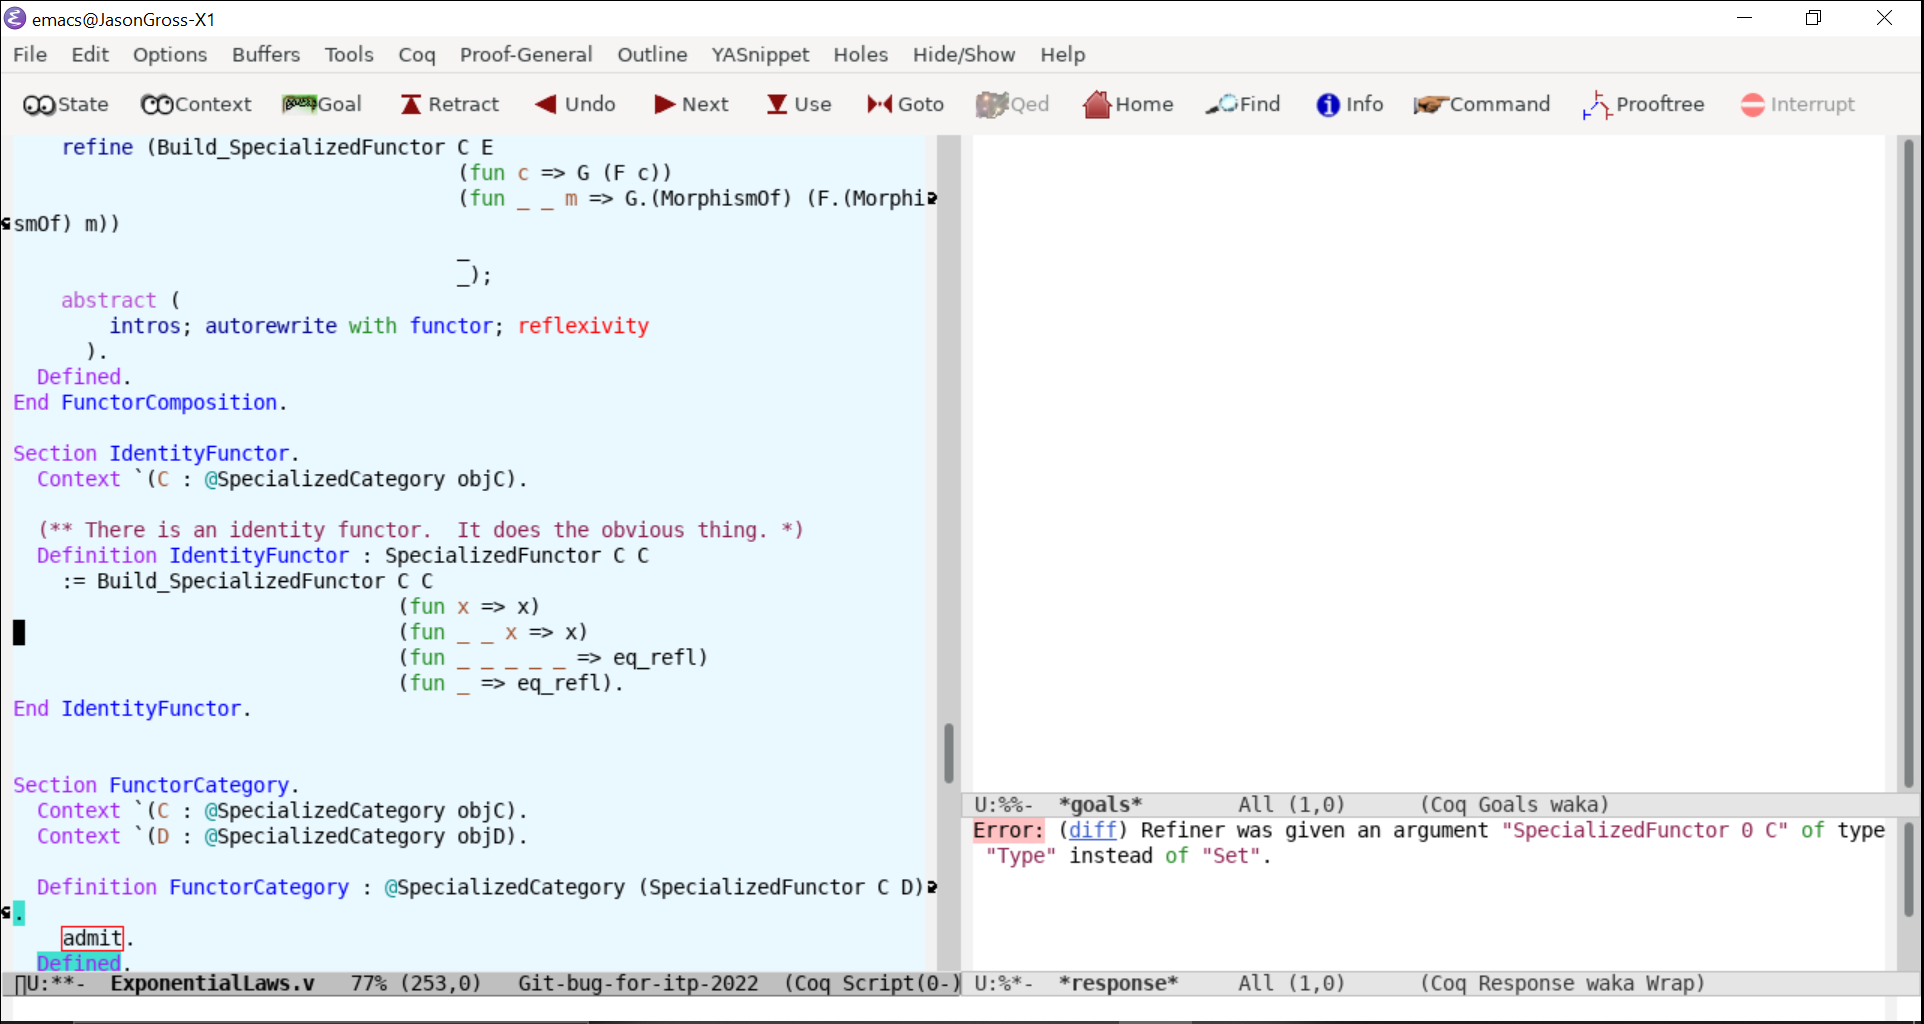 emacs@JasonGross-X1
File Edit Options Buffers Tools Coq Proof-General Outline YASnippet Holes Hide/Show Help
State Context Goal Retract Undo Next Use Goto Qed Home Find Info Command Prooftree Interrupt
refine (Build_SpecializedFunctor C E
(fun c => G (F c))
(fun _ _ m => G.(MorphismOf) (F.(Morphi
smOf) m))
_
_);
abstract (
intros; autorewrite with functor; reflexivity
).
Defined.
End FunctorComposition.
Section IdentityFunctor.
Context `(C : @SpecializedCategory objC).
(** There is an identity functor.  It does the obvious thing. *)
Definition IdentityFunctor : SpecializedFunctor C C
:= Build_SpecializedFunctor C C
(fun x => x)
(fun _ _ x => x)
(fun _ _ _ _ _ => eq_refl)
(fun _ => eq_refl).
End IdentityFunctor.
Section FunctorCategory.
Context `(C : @SpecializedCategory objC).
Context `(D : @SpecializedCategory objD).
Definition FunctorCategory : @SpecializedCategory (SpecializedFunctor C D)
.
admit.
Defined.
U:**-  ExponentialLaws.v   77% (253,0)   Git-bug-for-itp-2022  (Coq Script(0-)
U:%%-  *goals*        All (1,0)      (Coq Goals waka)
Error: (diff) Refiner was given an argument "SpecializedFunctor 0 C" of type
"Type" instead of "Set".
U:%*-  *response*     All (1,0)      (Coq Response waka Wrap)